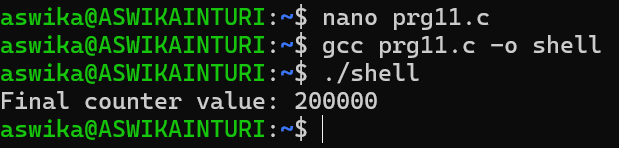 aswika@ASWIKAINTURI:~$ nano prg11.c
aswika@ASWIKAINTURI:~$ gcc prg11.c -o shell
aswika@ASWIKAINTURI:~$ ./shell
Final counter value: 200000
aswika@ASWIKAINTURI:~$